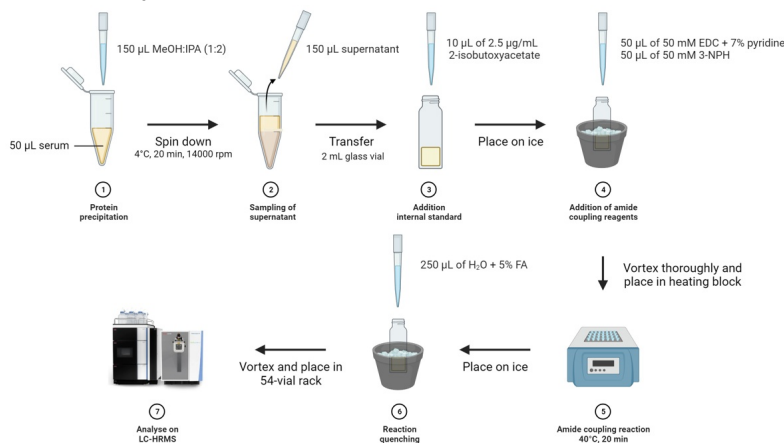 150 µL MeOH:IPA (1:2)
150 µL supernatant
10 µL of 2.5 µg/mL
2-isobutoxyacetate
50 µL of 50 mM EDC + 7% pyridine
50 µL of 50 mM 3-NPH
50 µL serum
Spin down
4°C, 20 min, 14000 rpm
Transfer
2 mL glass vial
Place on ice
1
Protein
precipitation
2
Sampling of
supernatant
3
Addition
internal standard
4
Addition of amide
coupling reagents
250 µL of H₂O + 5% FA
Vortex thoroughly and
place in heating block
Vortex and place in
54-vial rack
Place on ice
7
Analyse on
LC-HRMS
6
Reaction
quenching
5
Amide coupling reaction
40°C, 20 min